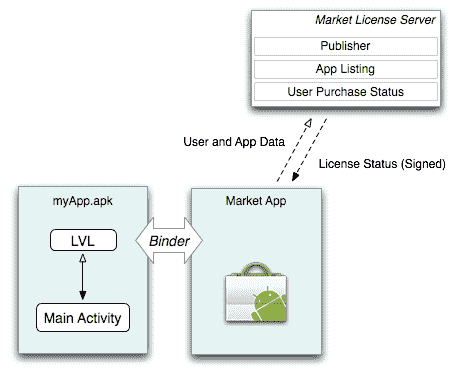 Market License Server
Publisher
App Listing
User Purchase Status
User and App Data
License Status (Signed)
myApp.apk
Market App
LVL
Binder
Main Activity